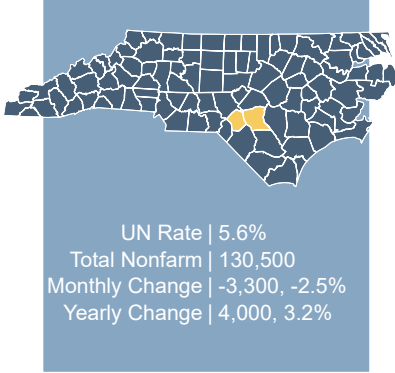 UN Rate | 5.6%
Total Nonfarm | 130,500
Monthly Change | -3,300, -2.5%
Yearly Change | 4,000, 3.2%